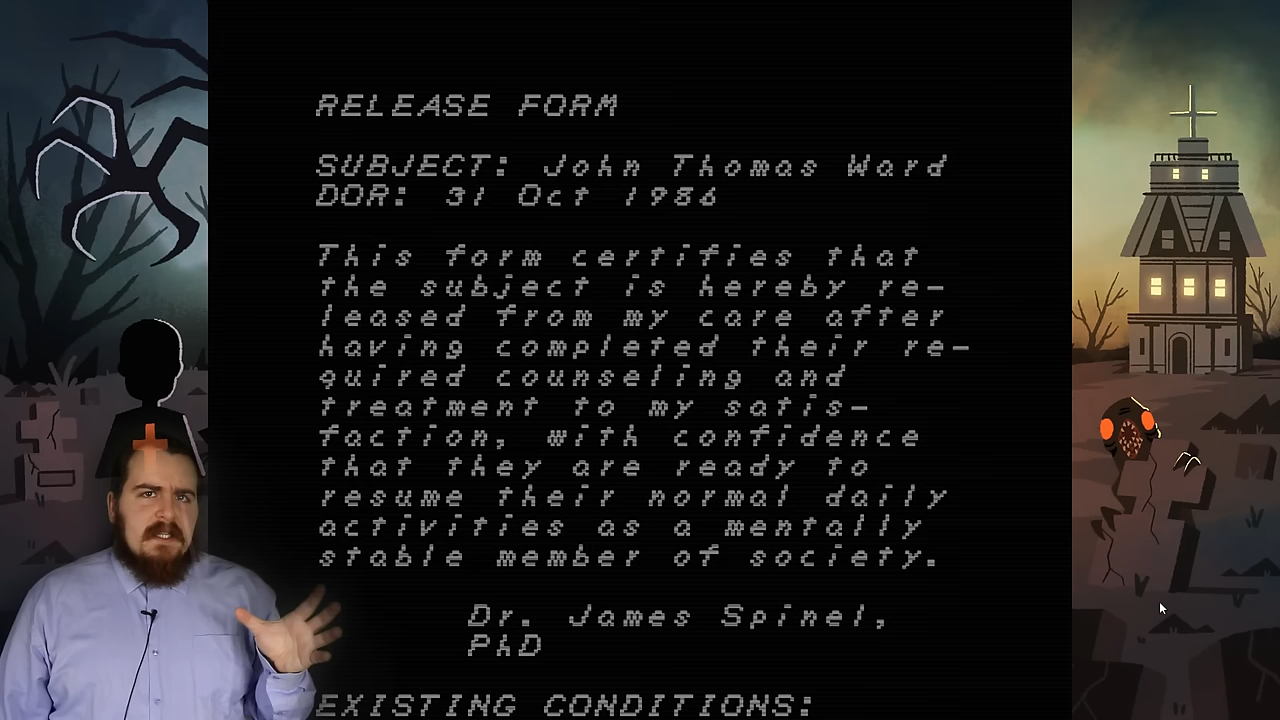 RELEASE FORM
SUBJECT: John Thomas Ward
DOR: 31 Oct 1986
This form certifies that
the subject is hereby re-
leased from my care after
having completed their re-
quired counseling and
treatment to my satis-
faction, with confidence
that they are ready to
resume their normal daily
activities as a mentally
stable member of society.
Dr. James Spinel,
PhD
EXISTING CONDITIONS: